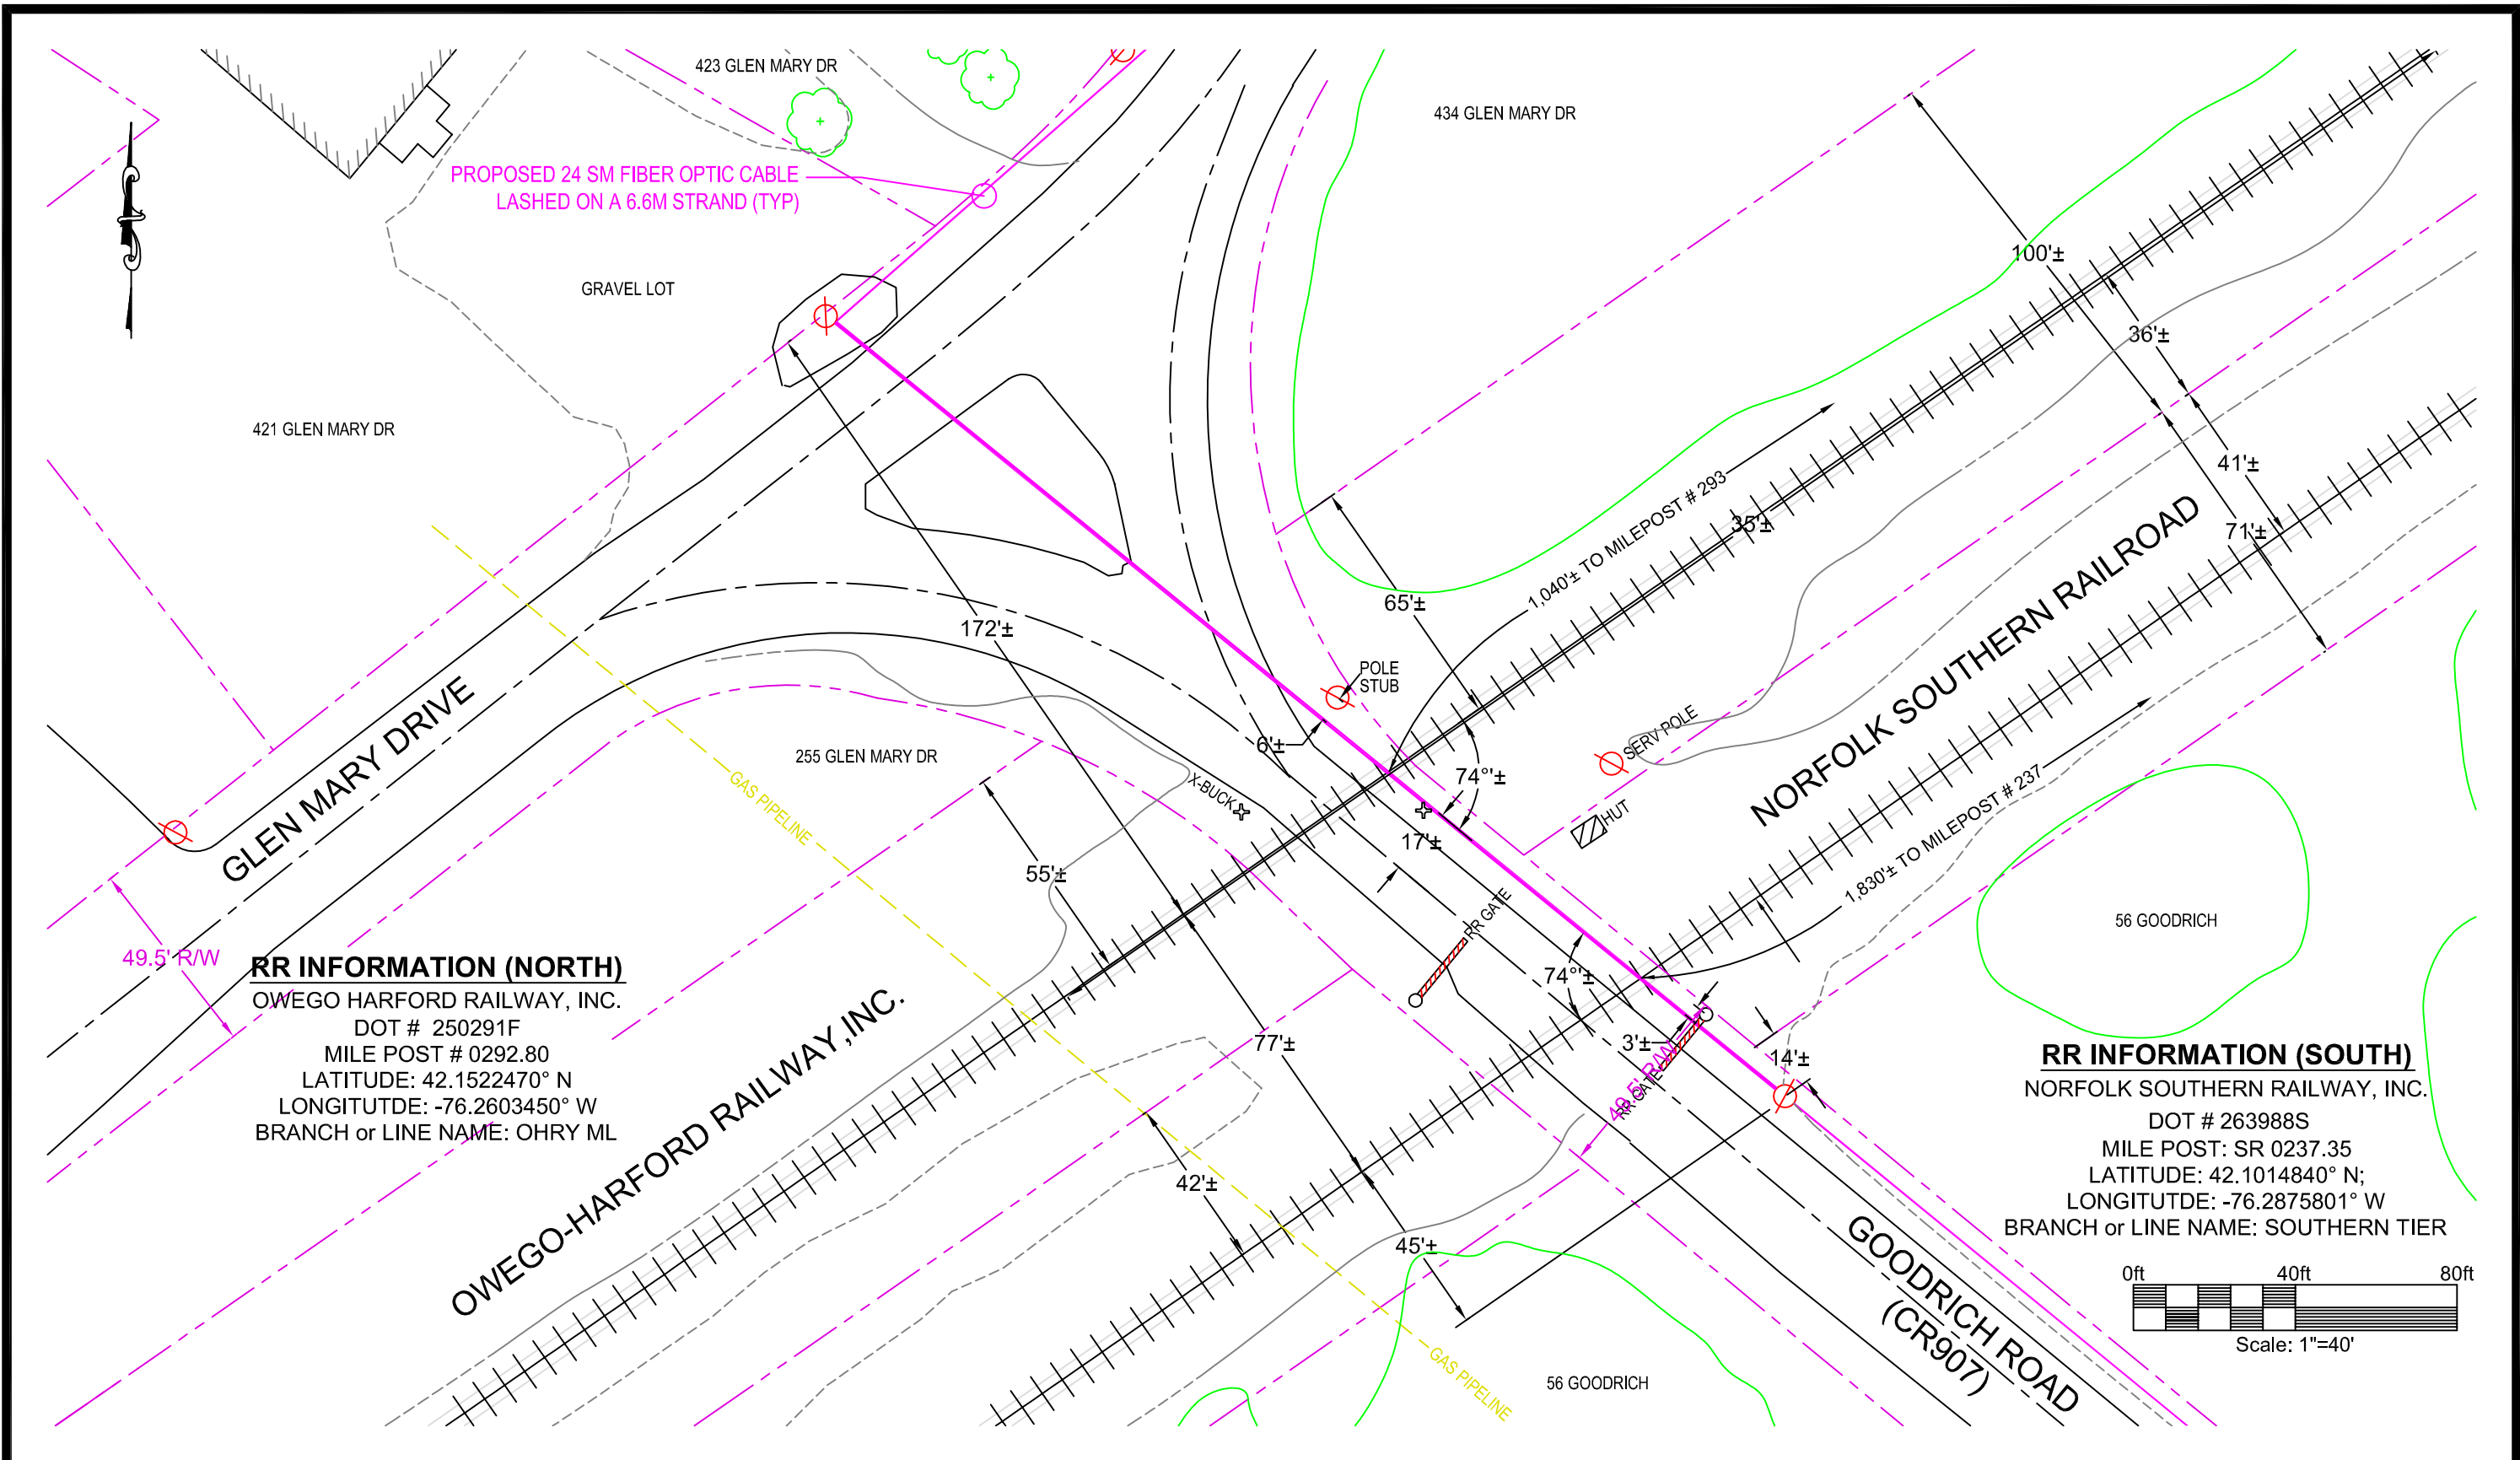 423 GLEN MARY DR
434 GLEN MARY DR
PROPOSED 24 SM FIBER OPTIC CABLE
LASHED ON A 6.6M STRAND (TYP)
100'±
GRAVEL LOT
36'±
421 GLEN MARY DR
41'±
1,040'± TO MILEPOST # 293
35'±
71'±
65'±
172'±
NORFOLK SOUTHERN RAILROAD
POLE
STUB
SERV POLE
6'±
255 GLEN MARY DR
GLEN MARY DRIVE
GAS PIPELINE
X-BUCK
74°'±
17'±
HUT
1,830'± TO MILEPOST # 237
55'±
RR GATE
56 GOODRICH
49.5' R/W
74°'±
RR INFORMATION (NORTH)
OWEGO HARFORD RAILWAY, INC.
DOT # 250291F
MILE POST # 0292.80
LATITUDE: 42.1522470° N
LONGITUTDE: -76.2603450° W
BRANCH or LINE NAME: OHRY ML
OWEGO-HARFORD RAILWAY,INC.
77'±
3'±
14'±
49.5' R/W
RR GATE
RR INFORMATION (SOUTH)
NORFOLK SOUTHERN RAILWAY, INC.
DOT # 263988S
MILE POST: SR 0237.35
LATITUDE: 42.1014840° N;
LONGITUTDE: -76.2875801° W
BRANCH or LINE NAME: SOUTHERN TIER
42'±
45'±
GOODRICH ROAD
(CR907)
0ft 40ft 80ft
Scale: 1"=40'
GAS PIPELINE
56 GOODRICH